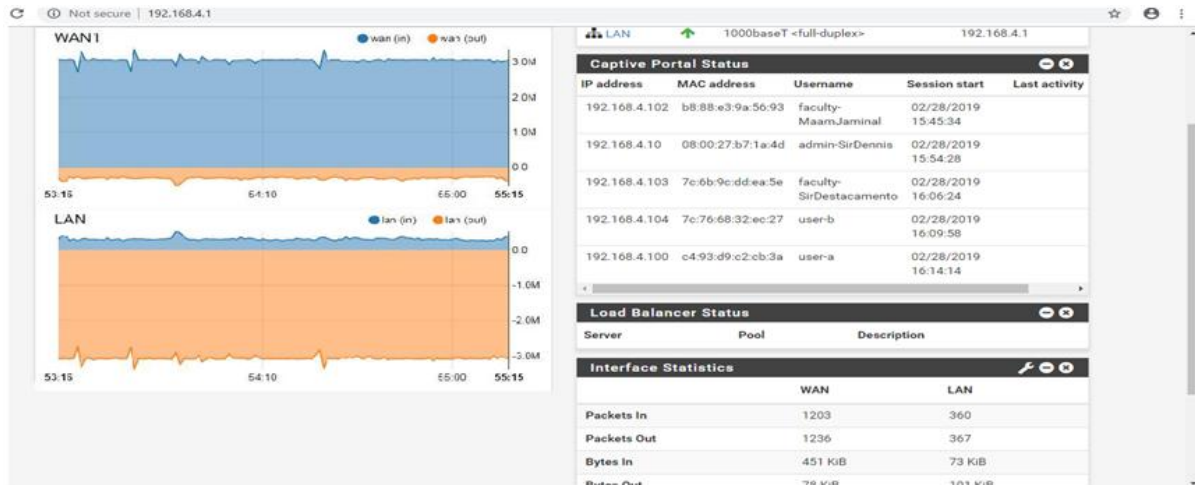 Not secure | 192.168.4.1
WAN1
wan (in) wan (out)
3.0M
2.0M
1.0M
0.0
53:15 54:10 55:00 55:15
LAN
lan (in) lan (out)
0.0
-1.0M
-2.0M
-3.0M
53:15 54:10 55:00 55:15
LAN 1000baseT <full-duplex> 192.168.4.1
Captive Portal Status
IP address MAC address Username Session start Last activity
192.168.4.102 b8:88:e3:9a:56:93 faculty- 02/28/2019
MaamJaminal 15:45:34
192.168.4.10 08:00:27:b7:1a:4d admin-SirDennis 02/28/2019
15:54:28
192.168.4.103 7c:6b:9c:dd:ea:5e faculty- 02/28/2019
SirDestacamento 16:06:24
192.168.4.104 7c:76:68:32:ec:27 user-b 02/28/2019
16:09:58
192.168.4.100 c4:93:d9:c2:cb:3a user-a 02/28/2019
16:14:14
Load Balancer Status
Server Pool Description
Interface Statistics
WAN LAN
Packets In 1203 360
Packets Out 1236 367
Bytes In 451 KiB 73 KiB
Bytes Out 78 KiB 101 KiB